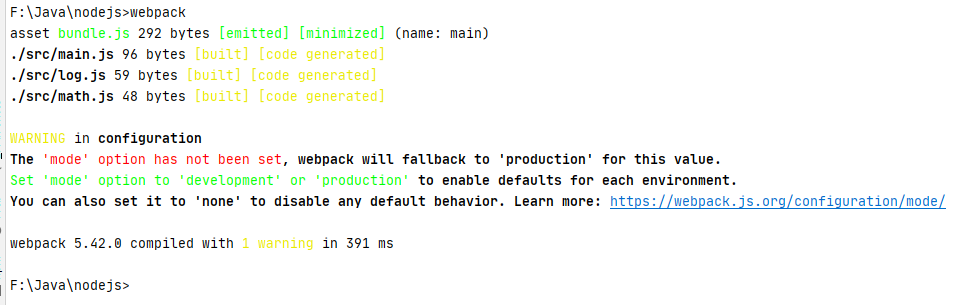 F:\Java\nodejs>webpack
asset bundle.js 292 bytes [emitted] [minimized] (name: main)
./src/main.js 96 bytes [built] [code generated]
./src/log.js 59 bytes [built] [code generated]
./src/math.js 48 bytes [built] [code generated]
WARNING in configuration
The 'mode' option has not been set, webpack will fallback to 'production' for this value.
Set 'mode' option to 'development' or 'production' to enable defaults for each environment.
You can also set it to 'none' to disable any default behavior. Learn more: https://webpack.js.org/configuration/mode/
webpack 5.42.0 compiled with 1 warning in 391 ms
F:\Java\nodejs>